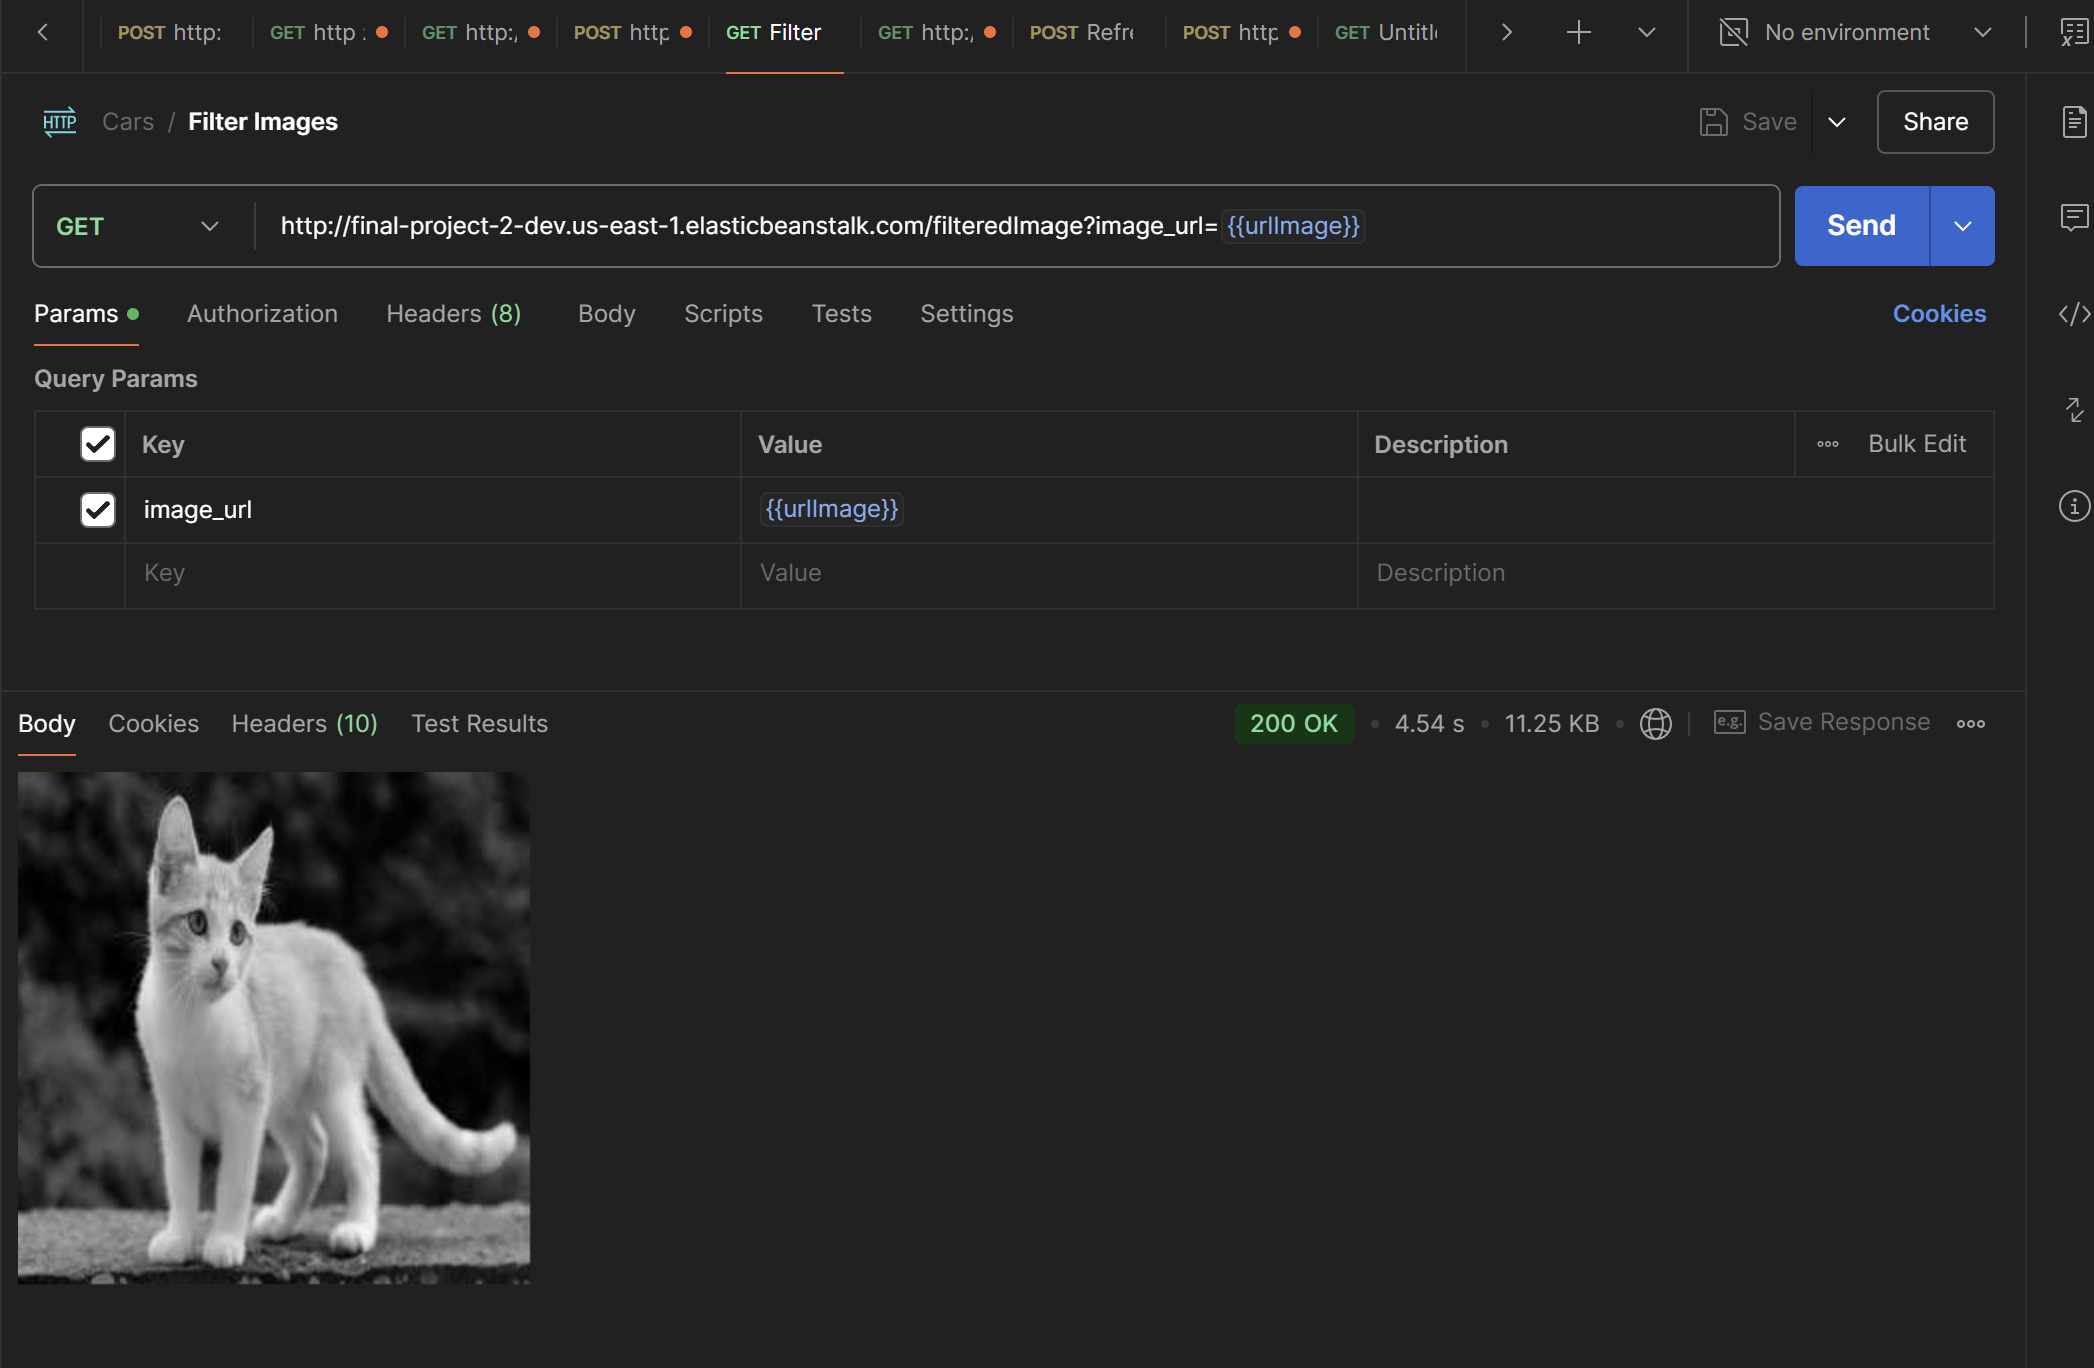 POST http:
GET http :
GET http:/
POST http
GET Filter
GET http:/
POST Refre
POST http
GET Untitl
No environment
HTTP Cars / Filter Images
Save
Share
GET http://final-project-2-dev.us-east-1.elasticbeanstalk.com/filteredImage?image_url={{urlImage}}
Send
Params Authorization Headers (8) Body Scripts Tests Settings Cookies
Query Params
Key Value Description Bulk Edit
image_url {{urlImage}}
Key Value Description
Body Cookies Headers (10) Test Results 200 OK 4.54 s 11.25 KB e.g. Save Response